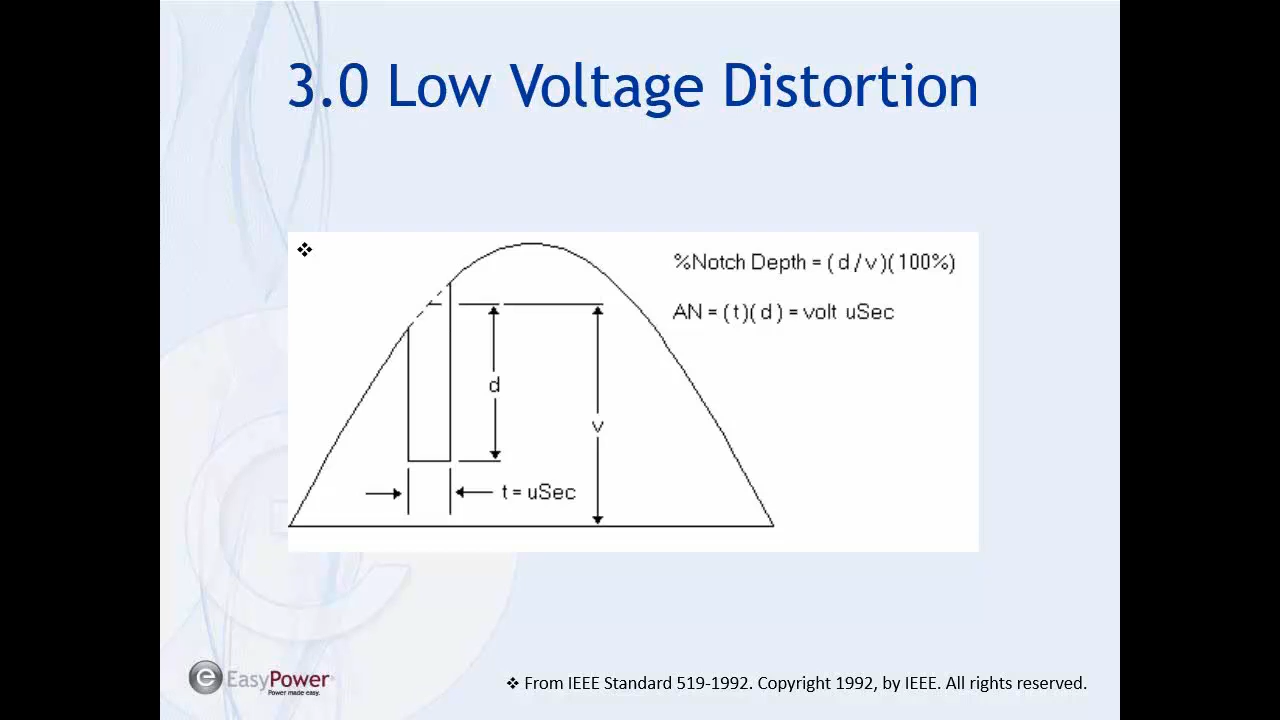 3.0 Low Voltage Distortion
❖
%Notch Depth = ( d / v )( 100%)
AN = ( t )( d ) = volt uSec
d
v
t = uSec
e EasyPower
Power made easy.
❖ From IEEE Standard 519-1992. Copyright 1992, by IEEE. All rights reserved.